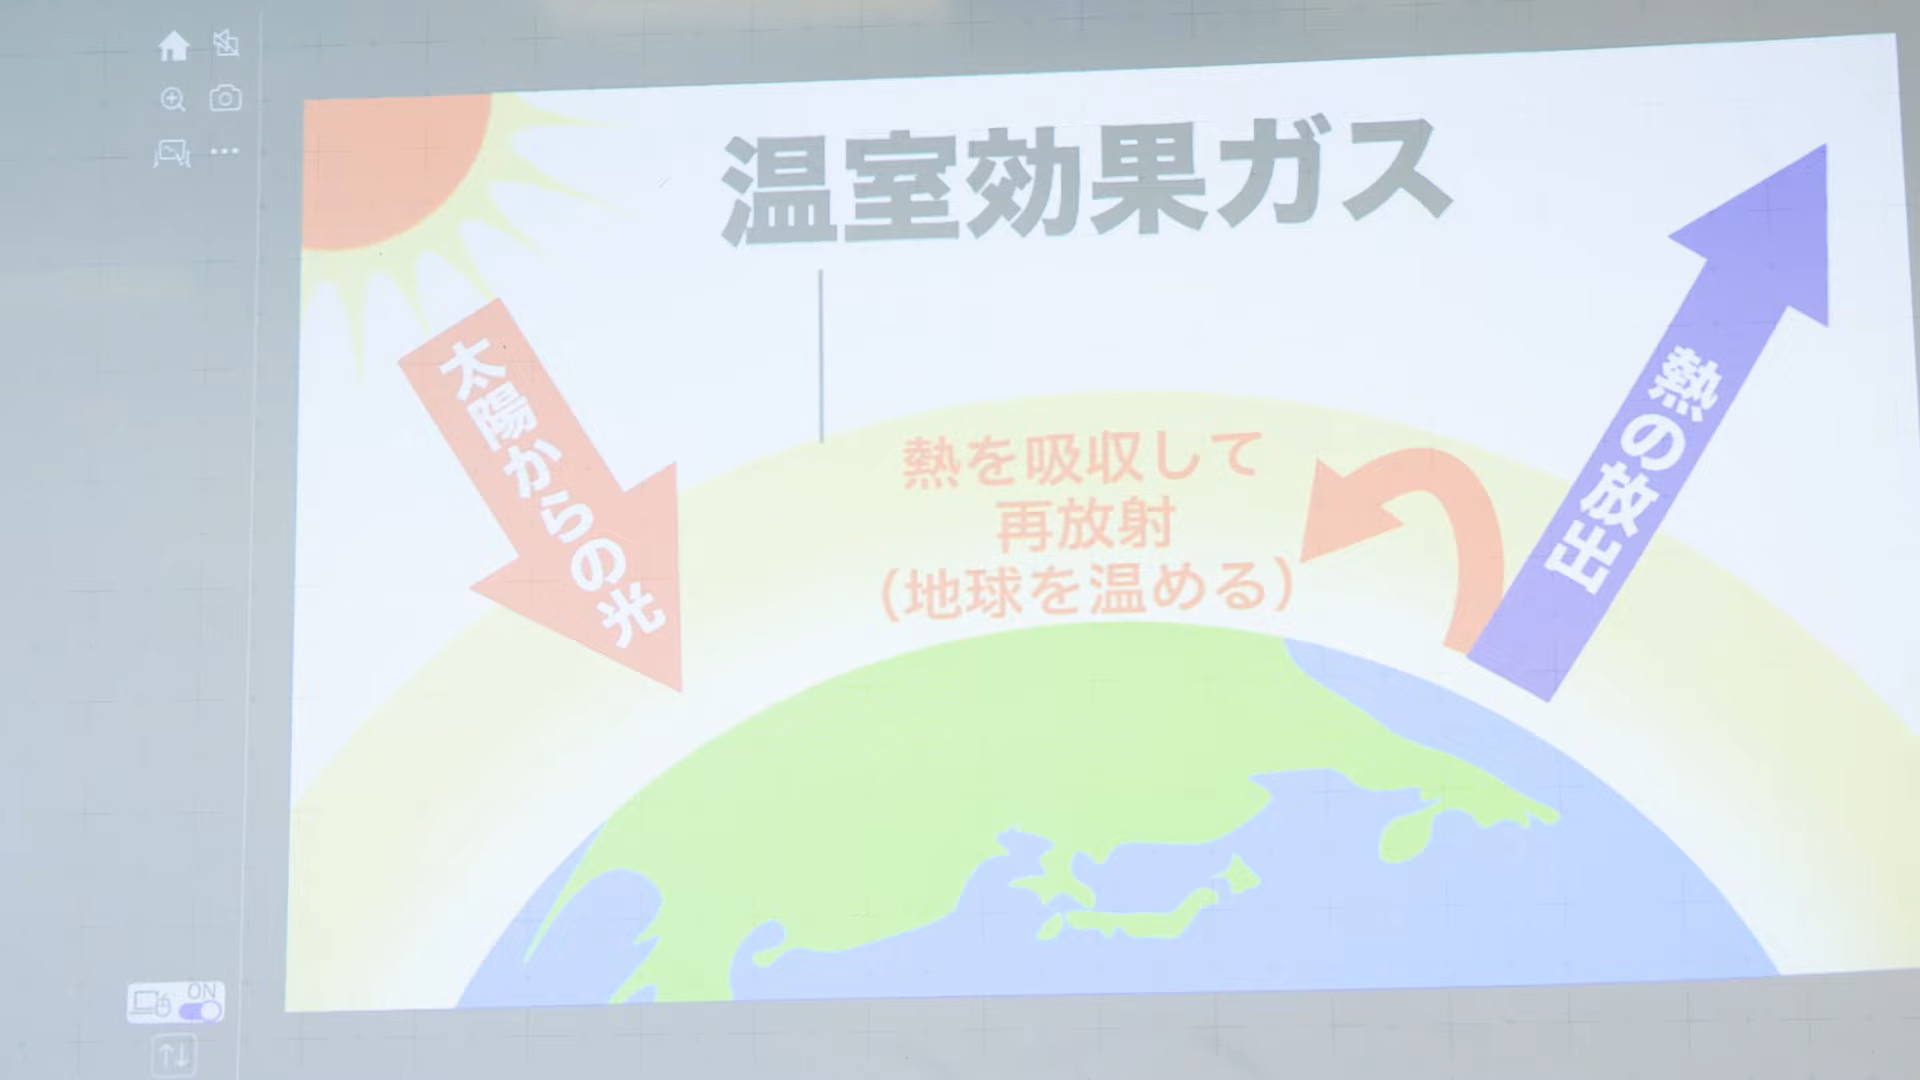 温室効果ガス
太陽からの光
熱を吸収して
再放射
（地球を温める）
熱の放出
ON